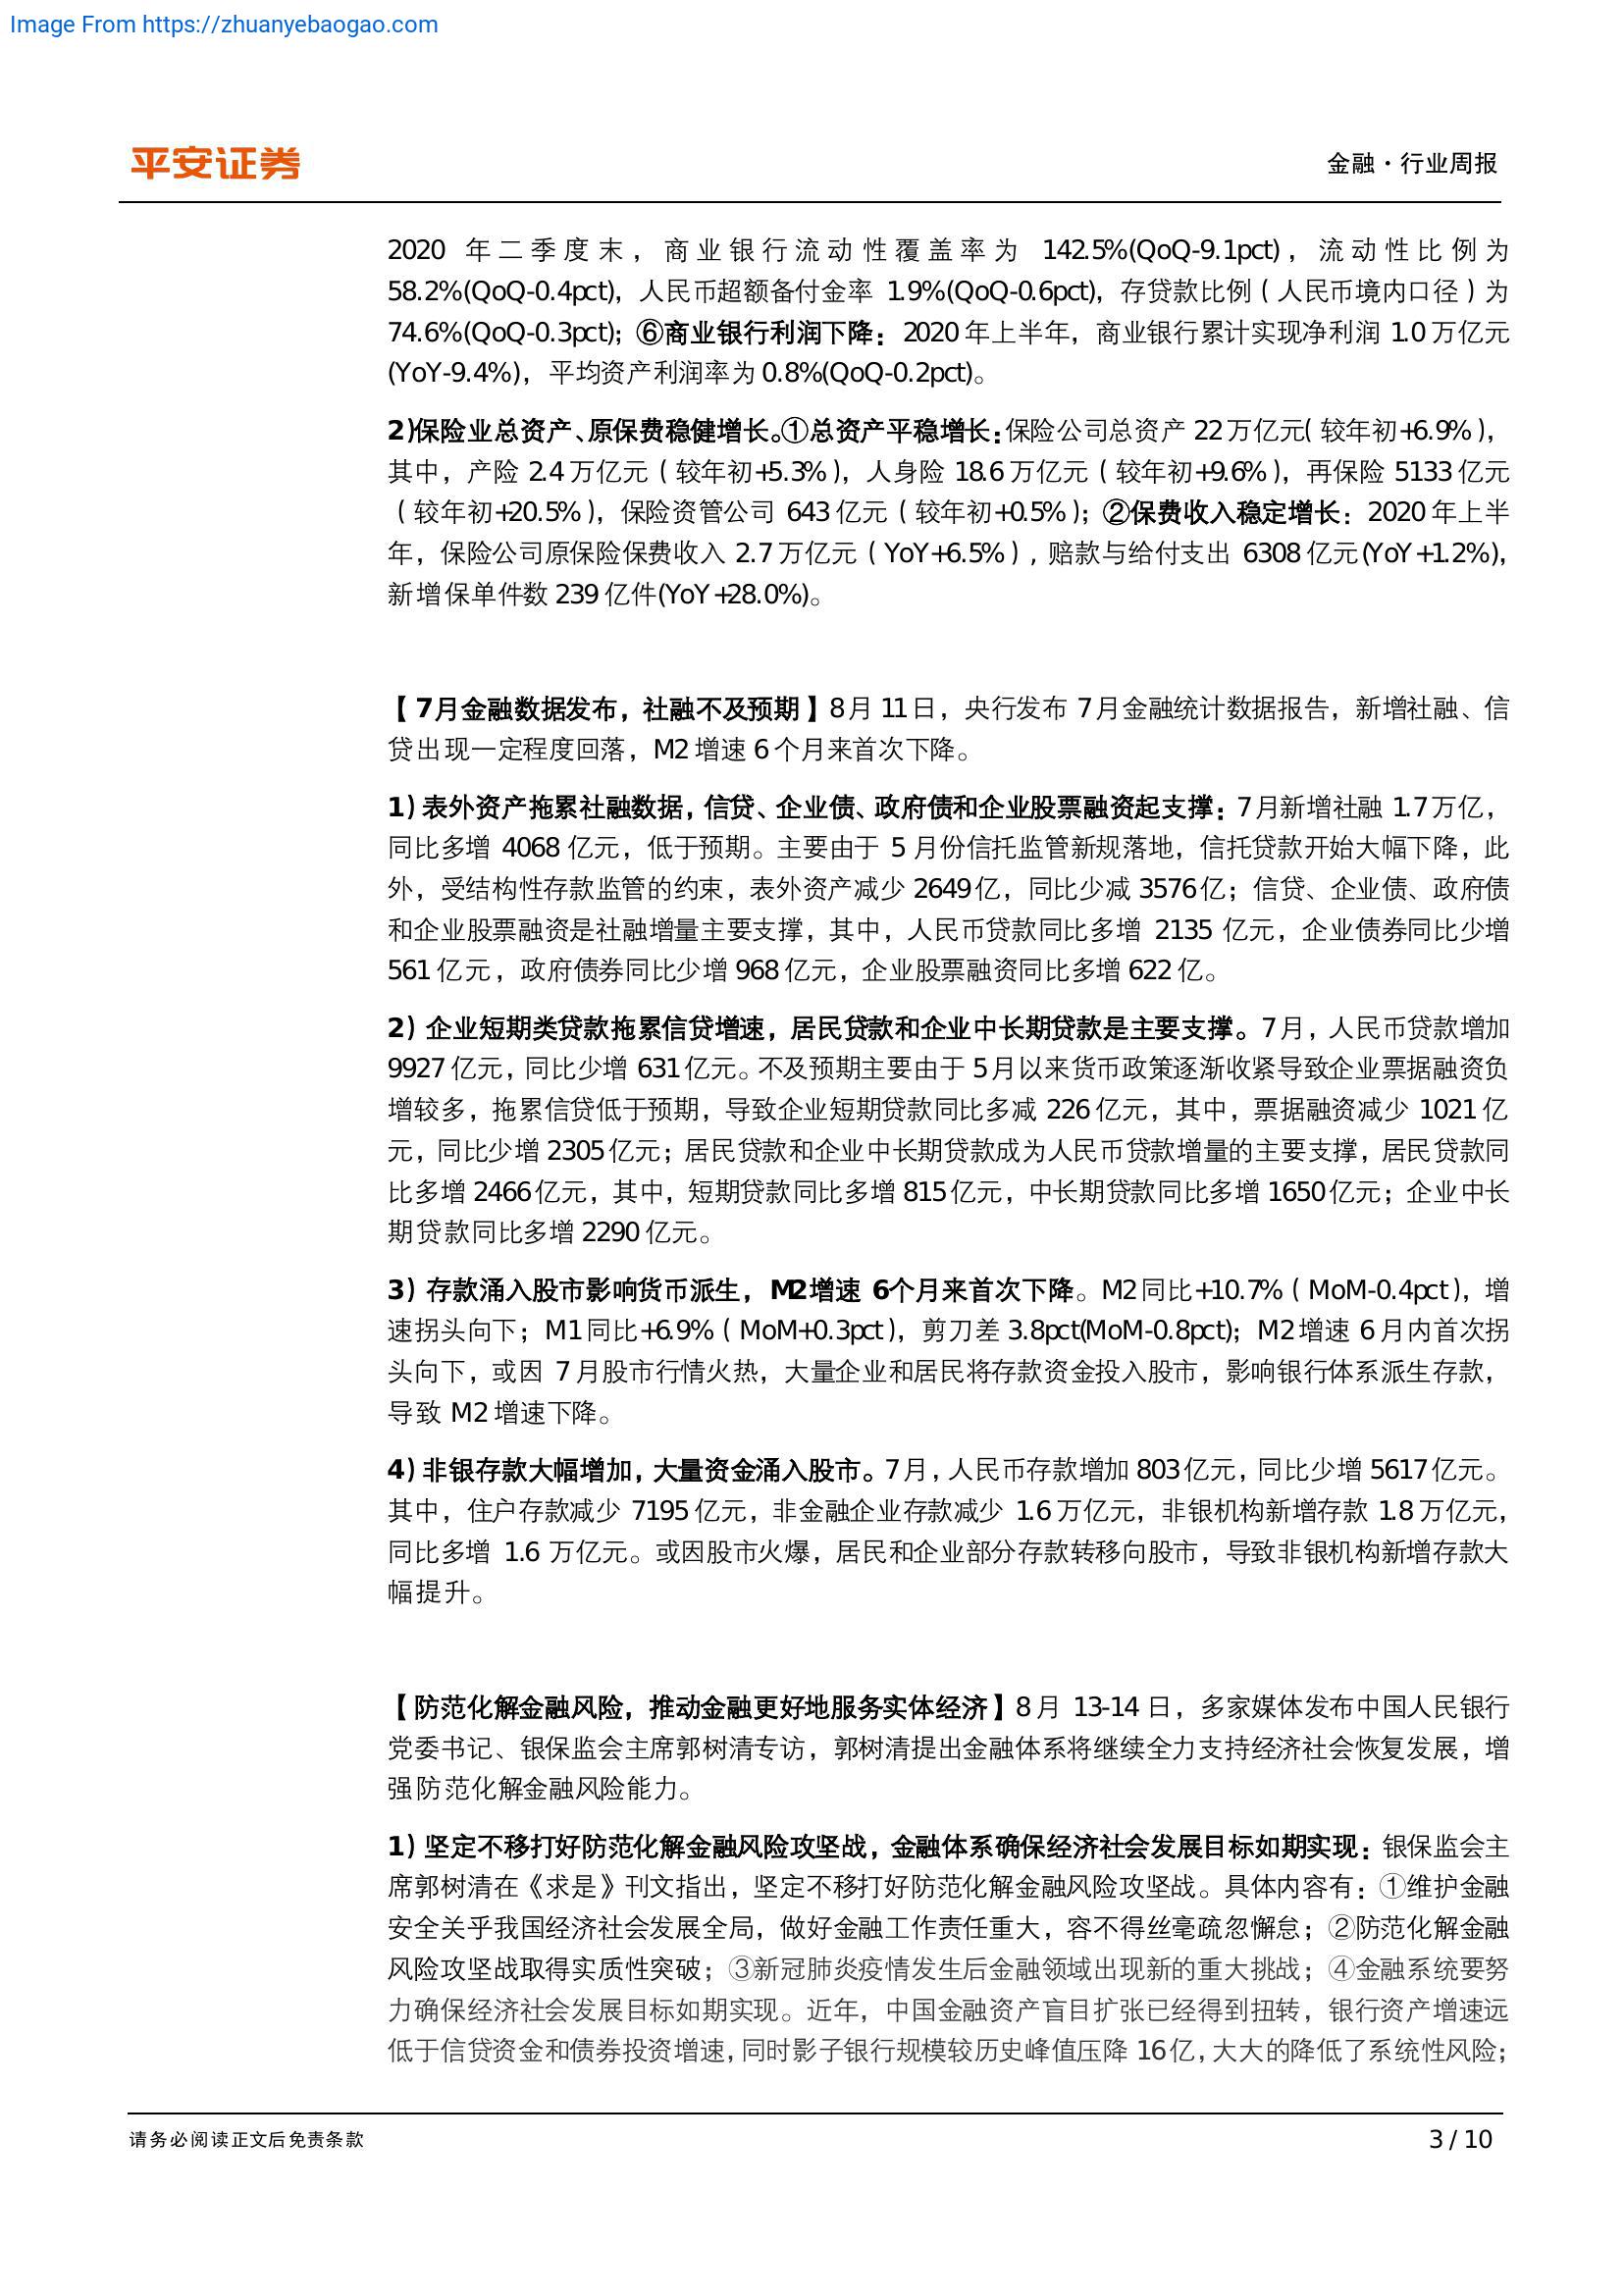 Image From https://zhuanyebaogao.com
平安证券
金融·行业周报
2020 年二季度末，商业银行流动性覆盖率为 142.5%(QoQ-9.1pct)，流动性比例为
58.2%(QoQ-0.4pct)，人民币超额备付金率 1.9%(QoQ-0.6pct)，存贷款比例（人民币境内口径）为
74.6%(QoQ-0.3pct)；⑥商业银行利润下降：2020 年上半年，商业银行累计实现净利润 1.0 万亿元
(YoY-9.4%)，平均资产利润率为 0.8%(QoQ-0.2pct)。
2)保险业总资产、原保费稳健增长。①总资产平稳增长：保险公司总资产 22 万亿元（较年初+6.9%），
其中，产险 2.4 万亿元（较年初+5.3%），人身险 18.6 万亿元（较年初+9.6%），再保险 5133 亿元
（较年初+20.5%），保险资管公司 643 亿元（较年初+0.5%）；②保费收入稳定增长：2020 年上半
年，保险公司原保险保费收入 2.7 万亿元（YoY+6.5%），赔款与给付支出 6308 亿元(YoY+1.2%)，
新增保单件数 239 亿件(YoY+28.0%)。
【7月金融数据发布，社融不及预期】8月 11 日，央行发布 7月金融统计数据报告，新增社融、信
贷出现一定程度回落，M2 增速 6 个月来首次下降。
1）表外资产拖累社融数据，信贷、企业债、政府债和企业股票融资起支撑：7月新增社融 1.7万亿，
同比多增 4068 亿元，低于预期。主要由于 5 月份信托监管新规落地，信托贷款开始大幅下降，此
外，受结构性存款监管的约束，表外资产减少 2649亿，同比少减 3576亿；信贷、企业债、政府债
和企业股票融资是社融增量主要支撑，其中，人民币贷款同比多增 2135 亿元，企业债券同比少增
561 亿元，政府债券同比少增 968 亿元，企业股票融资同比多增 622 亿。
2）企业短期类贷款拖累信贷增速，居民贷款和企业中长期贷款是主要支撑。7月，人民币贷款增加
9927 亿元，同比少增 631亿元。不及预期主要由于 5月以来货币政策逐渐收紧导致企业票据融资负
增较多，拖累信贷低于预期，导致企业短期贷款同比多减 226 亿元，其中，票据融资减少 1021 亿
元，同比少增 2305亿元；居民贷款和企业中长期贷款成为人民币贷款增量的主要支撑，居民贷款同
比多增 2466亿元，其中，短期贷款同比多增 815亿元，中长期贷款同比多增 1650亿元；企业中长
期贷款同比多增 2290 亿元。
3）存款涌入股市影响货币派生，M2增速 6个月来首次下降。M2同比+10.7%（MoM-0.4pct），增
速拐头向下；M1同比+6.9%（MoM+0.3pct），剪刀差 3.8pct(MoM-0.8pct)；M2增速 6 月内首次拐
头向下，或因 7月股市行情火热，大量企业和居民将存款资金投入股市，影响银行体系派生存款，
导致 M2 增速下降。
4）非银存款大幅增加，大量资金涌入股市。7月，人民币存款增加 803亿元，同比少增 5617亿元。
其中，住户存款减少 7195 亿元，非金融企业存款减少 1.6 万亿元，非银机构新增存款 1.8 万亿元，
同比多增 1.6 万亿元。或因股市火爆，居民和企业部分存款转移向股市，导致非银机构新增存款大
幅提升。
【防范化解金融风险，推动金融更好地服务实体经济】8月 13-14 日，多家媒体发布中国人民银行
党委书记、银保监会主席郭树清专访，郭树清提出金融体系将继续全力支持经济社会恢复发展，增
强防范化解金融风险能力。
1）坚定不移打好防范化解金融风险攻坚战，金融体系确保经济社会发展目标如期实现：银保监会主
席郭树清在《求是》刊文指出，坚定不移打好防范化解金融风险攻坚战。具体内容有：①维护金融
安全关乎我国经济社会发展全局，做好金融工作责任重大，容不得丝毫疏忽懈怠；②防范化解金融
风险攻坚战取得实质性突破；③新冠肺炎疫情发生后金融领域出现新的重大挑战；④金融系统要努
力确保经济社会发展目标如期实现。近年，中国金融资产盲目扩张已经得到扭转，银行资产增速远
低于信贷资金和债券投资增速，同时影子银行规模较历史峰值压降 16亿，大大的降低了系统性风险；
请务必阅读正文后免责条款
3 / 10